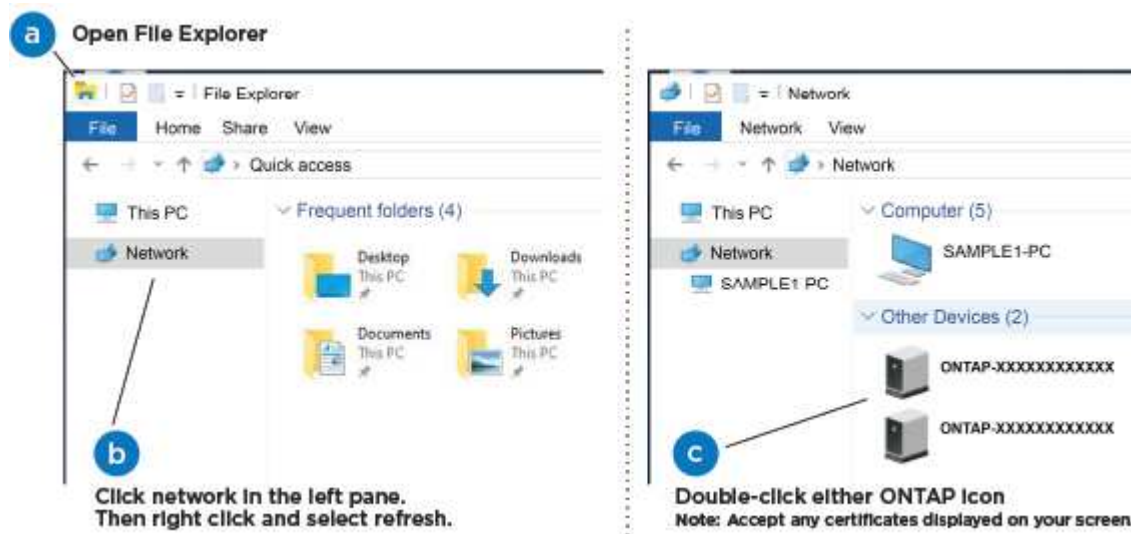 a
Open File Explorer
File Explorer
File Home Share View
Quick access
This PC
Network
Frequent folders (4)
Desktop
This PC
Downloads
This PC
Documents
This PC
Pictures
This PC
b
Click network in the left pane.
Then right click and select refresh.
Network
File Network View
Network
This PC
Network
SAMPLE1 PC
Computer (5)
SAMPLE1-PC
Other Devices (2)
ONTAP-XXXXXXXXXXXX
ONTAP-XXXXXXXXXXXX
c
Double-click either ONTAP icon
Note: Accept any certificates displayed on your screen